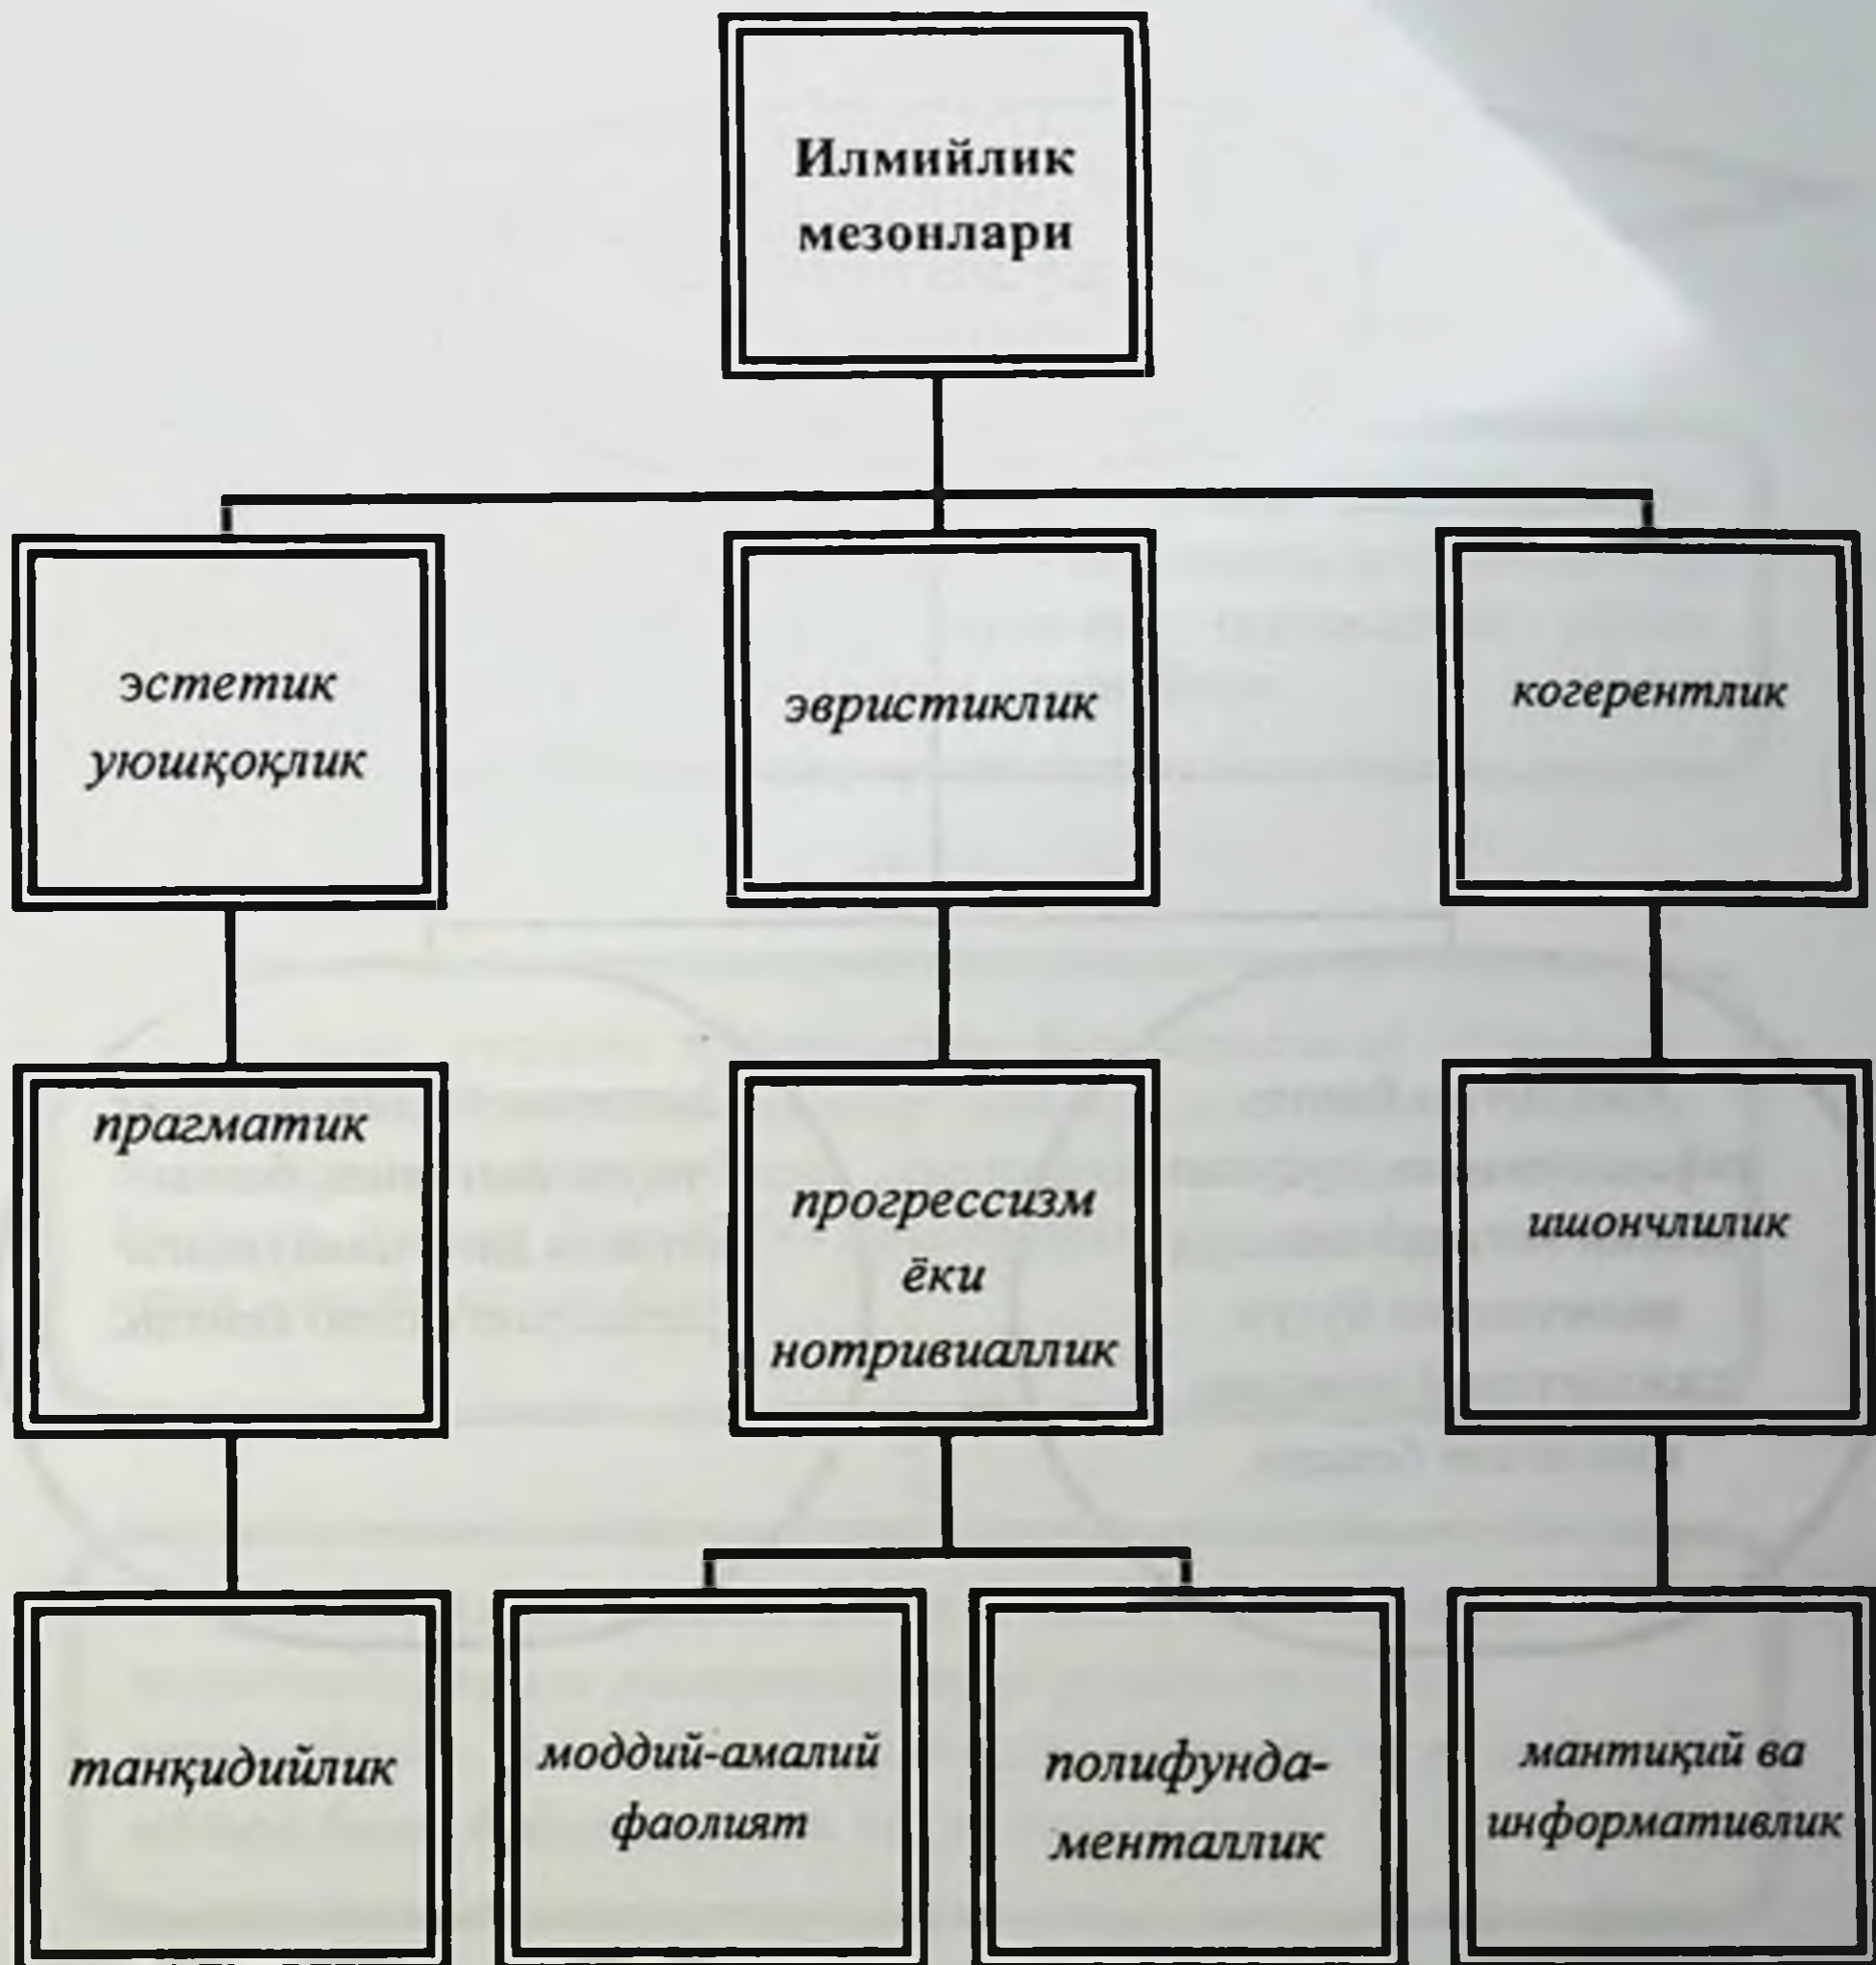 Илмийлик
мезонлари
эстетик
уюшқоқлик
эвристиклик
когерентлик
прагматик
прогрессизм
ёки
нотривиаллик
ишончлилик
танқидийлик
моддий-амалий
фаолият
полифунда-
менталлик
мантиқий ва
информативлик